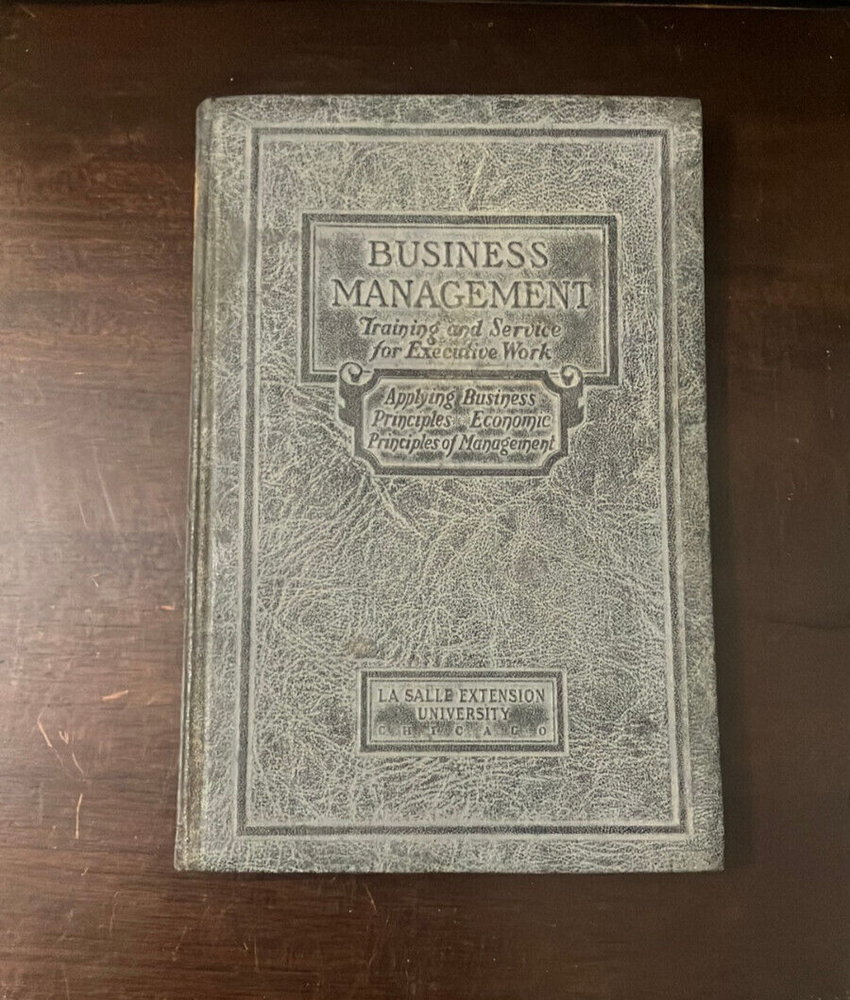 BUSINESS
MANAGEMENT
Training and Service
for Executive Work
Applying Business
Principles Economic
Principles of Management
LA SALLE EXTENSION
UNIVERSITY
CHICAGO